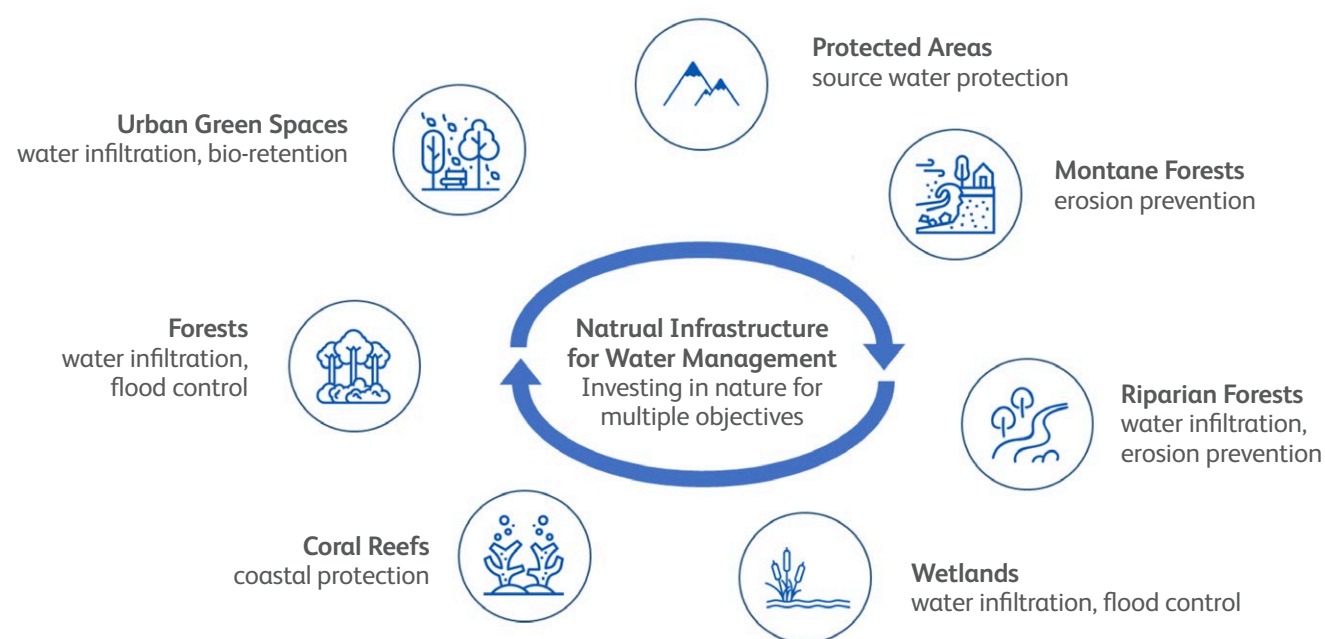 Protected Areas
source water protection
Urban Green Spaces
water infiltration, bio-retention
Montane Forests
erosion prevention
Natrual Infrastructure
for Water Management
Investing in nature for
multiple objectives
Forests
water infiltration,
flood control
Riparian Forests
water infiltration,
erosion prevention
Coral Reefs
coastal protection
Wetlands
water infiltration, flood control